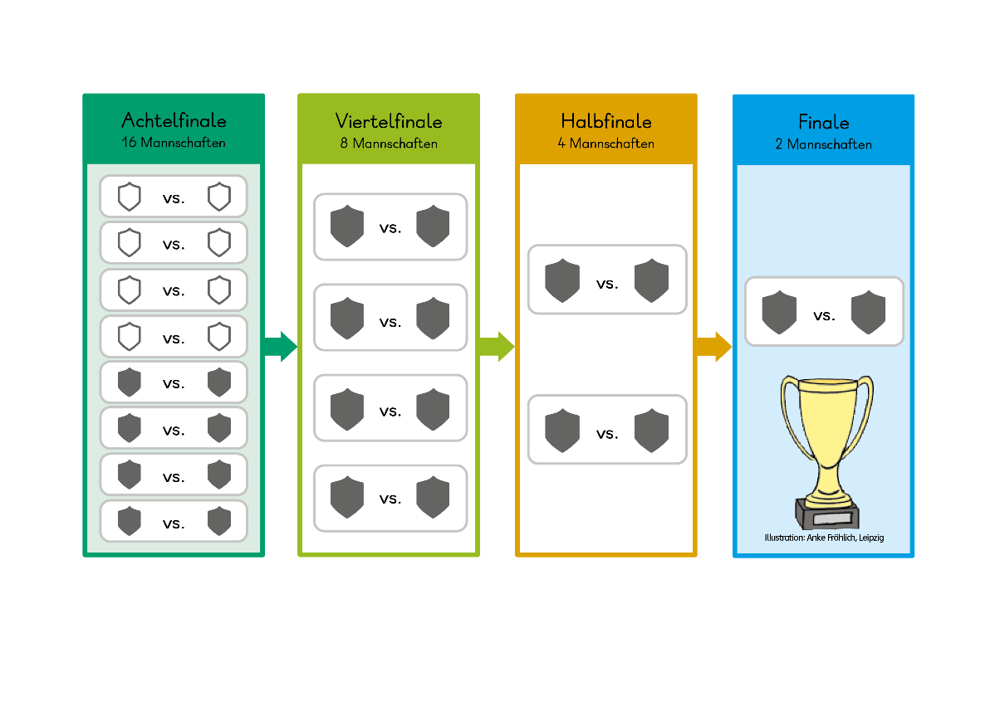 Achtelfinale
16 Mannschaften
vs.
vs.
vs.
vs.
vs.
vs.
vs.
vs.
Viertelfinale
8 Mannschaften
vs.
vs.
vs.
vs.
Halbfinale
4 Mannschaften
vs.
vs.
Finale
2 Mannschaften
vs.
Illustration: Anke Fröhlich, Leipzig